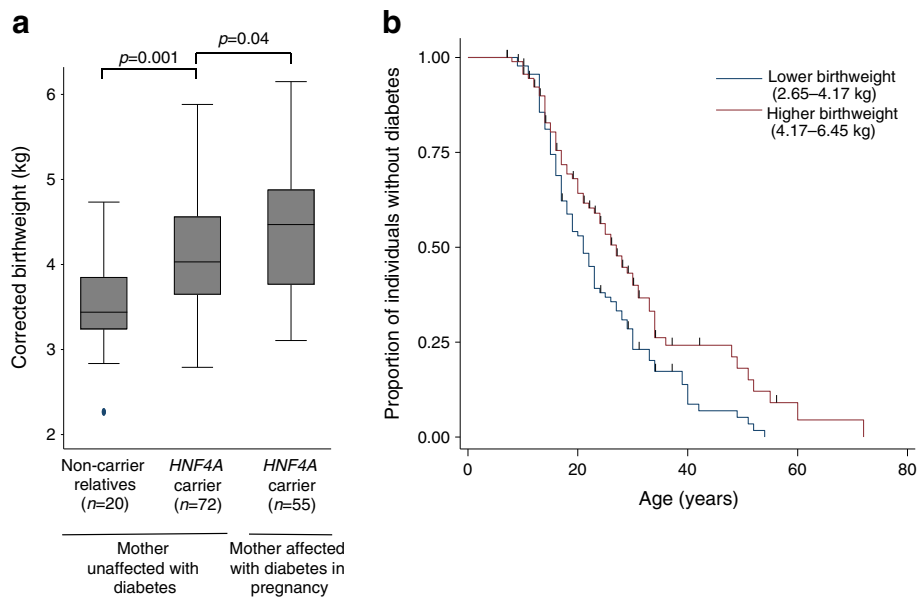 a
p=0.04
p=0.001
Corrected birthweight (kg)
6
5
4
3
2
Non-carrier
relatives
(n=20)
HNF4A
carrier
(n=72)
HNF4A
carrier
(n=55)
Mother
unaffected with
diabetes
Mother affected
with diabetes in
pregnancy
b
Proportion of individuals without diabetes
1.00
0.75
0.50
0.25
0.00
Lower birthweight
(2.65–4.17 kg)
Higher birthweight
(4.17–6.45 kg)
0
20
40
60
80
Age (years)